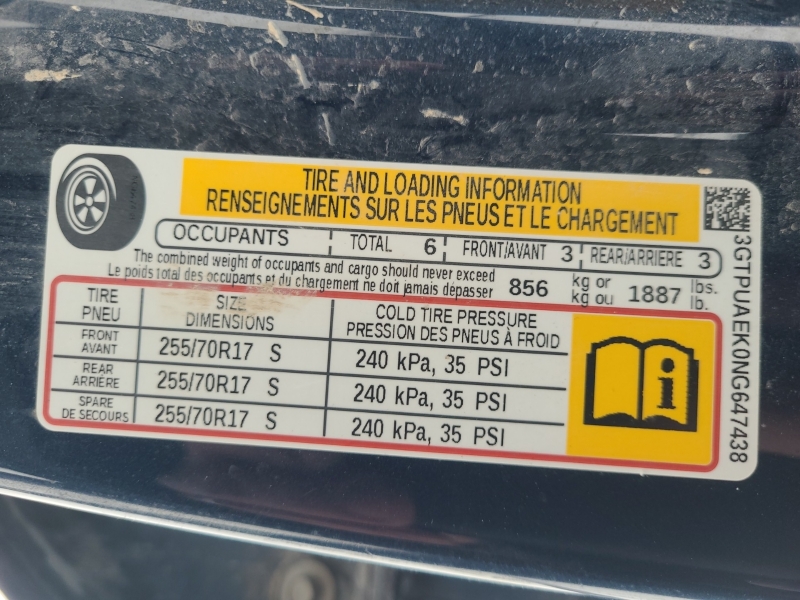 TIRE AND LOADING INFORMATION
RENSEIGNEMENTS SUR LES PNEUS ET LE CHARGEMENT
OCCUPANTS TOTAL 6 FRONT/AVANT 3 REAR/ARRIERE 3
The combined weight of occupants and cargo should never exceed 856 kg or 1887 lbs.
Le poids total des occupants et du chargement ne doit jamais dépasser kg ou lb.
TIRE SIZE COLD TIRE PRESSURE
PNEU DIMENSIONS PRESSION DES PNEUS À FROID
FRONT AVANT 255/70R17 S 240 kPa, 35 PSI
REAR ARRIÈRE 255/70R17 S 240 kPa, 35 PSI
SPARE DE SECOURS 255/70R17 S 240 kPa, 35 PSI
3GTPUAEK0NG647438